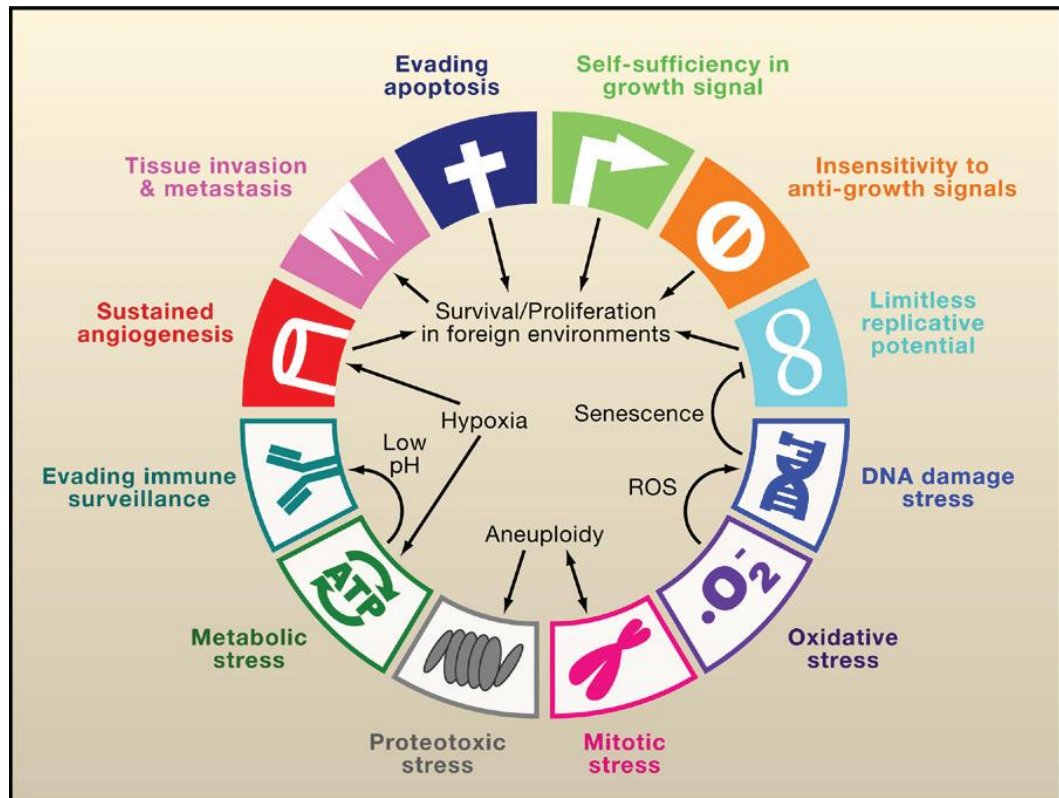 Evading
apoptosis
Self-sufficiency in
growth signal
Tissue invasion
& metastasis
Insensitivity to
anti-growth signals
Sustained
angiogenesis
Survival/Proliferation
in foreign environments
Limitless
replicative
potential
Hypoxia
Senescence
Low
pH
Evading immune
surveillance
ROS
DNA damage
stress
Aneuploidy
ATP
•O2-
Metabolic
stress
Oxidative
stress
Proteotoxic
stress
Mitotic
stress